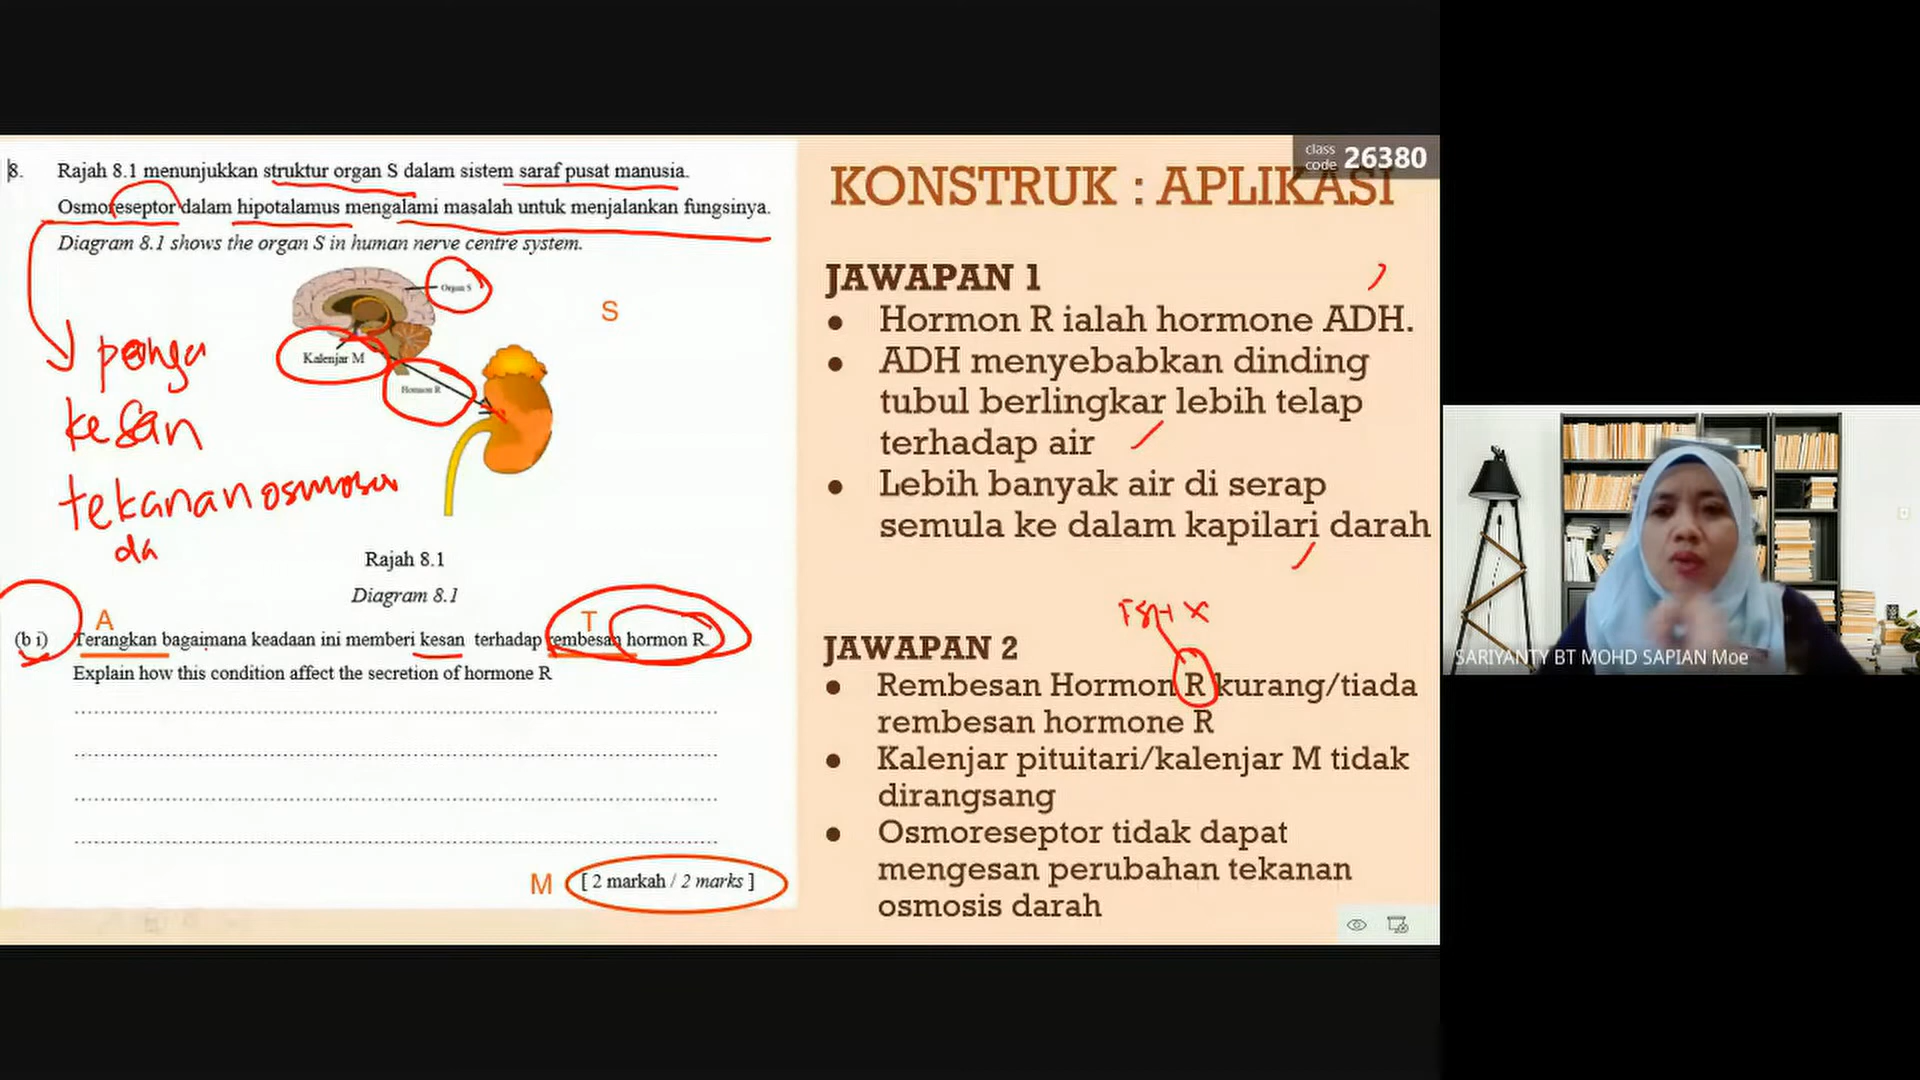 8. Rajah 8.1 menunjukkan struktur organ S dalam sistem saraf pusat manusia.
Osmoreseptor dalam hipotalamus mengalami masalah untuk menjalankan fungsinya.
Diagram 8.1 shows the organ S in human nerve centre system.
Organ S
S
Kalenjar M
Hormon R
kesan
tekanan osmosa
da
Rajah 8.1
Diagram 8.1
A
T
(b i) Terangkan bagaimana keadaan ini memberi kesan terhadap rembesan hormon R.
Explain how this condition affect the secretion of hormone R
M
[ 2 markah / 2 marks ]
class code 26380
KONSTRUK : APLIKASI
JAWAPAN 1
● Hormon R ialah hormone ADH.
● ADH menyebabkan dinding
tubul berlingkar lebih telap
terhadap air
● Lebih banyak air di serap
semula ke dalam kapilari darah
JAWAPAN 2
● Rembesan Hormon R kurang/tiada
rembesan hormone R
● Kalenjar pituitari/kalenjar M tidak
dirangsang
● Osmoreseptor tidak dapat
mengesan perubahan tekanan
osmosis darah
SARIYANTY BT MOHD SAPIAN Moe